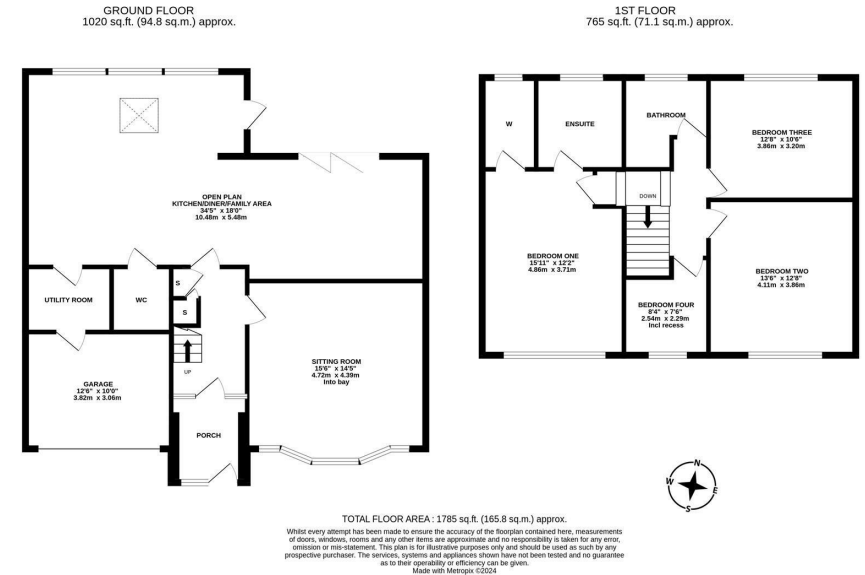 GROUND FLOOR
1020 sq.ft. (94.8 sq.m.) approx.
1ST FLOOR
765 sq.ft. (71.1 sq.m.) approx.
OPEN PLAN
KITCHEN/DINER/FAMILY AREA
34'5" x 18'0"
10.48m x 5.48m
UTILITY ROOM
WC
S
S
UP
GARAGE
12'6" x 10'0"
3.82m x 3.06m
SITTING ROOM
15'6" x 14'5"
4.72m x 4.39m
Into bay
PORCH
W
ENSUITE
BATHROOM
BEDROOM THREE
12'8" x 10'6"
3.86m x 3.20m
DOWN
BEDROOM ONE
15'11" x 12'2"
4.86m x 3.71m
BEDROOM TWO
13'6" x 12'8"
4.11m x 3.86m
BEDROOM FOUR
8'4" x 7'6"
2.54m x 2.29m
Incl recess
N
W
E
S
TOTAL FLOOR AREA : 1785 sq.ft. (165.8 sq.m.) approx.
Whilst every attempt has been made to ensure the accuracy of the floorplan contained here, measurements
of doors, windows, rooms and any other items are approximate and no responsibility is taken for any error,
omission or mis-statement. This plan is for illustrative purposes only and should be used as such by any
prospective purchaser. The services, systems and appliances shown have not been tested and no guarantee
as to their operability or efficiency can be given.
Made with Metropix ©2024